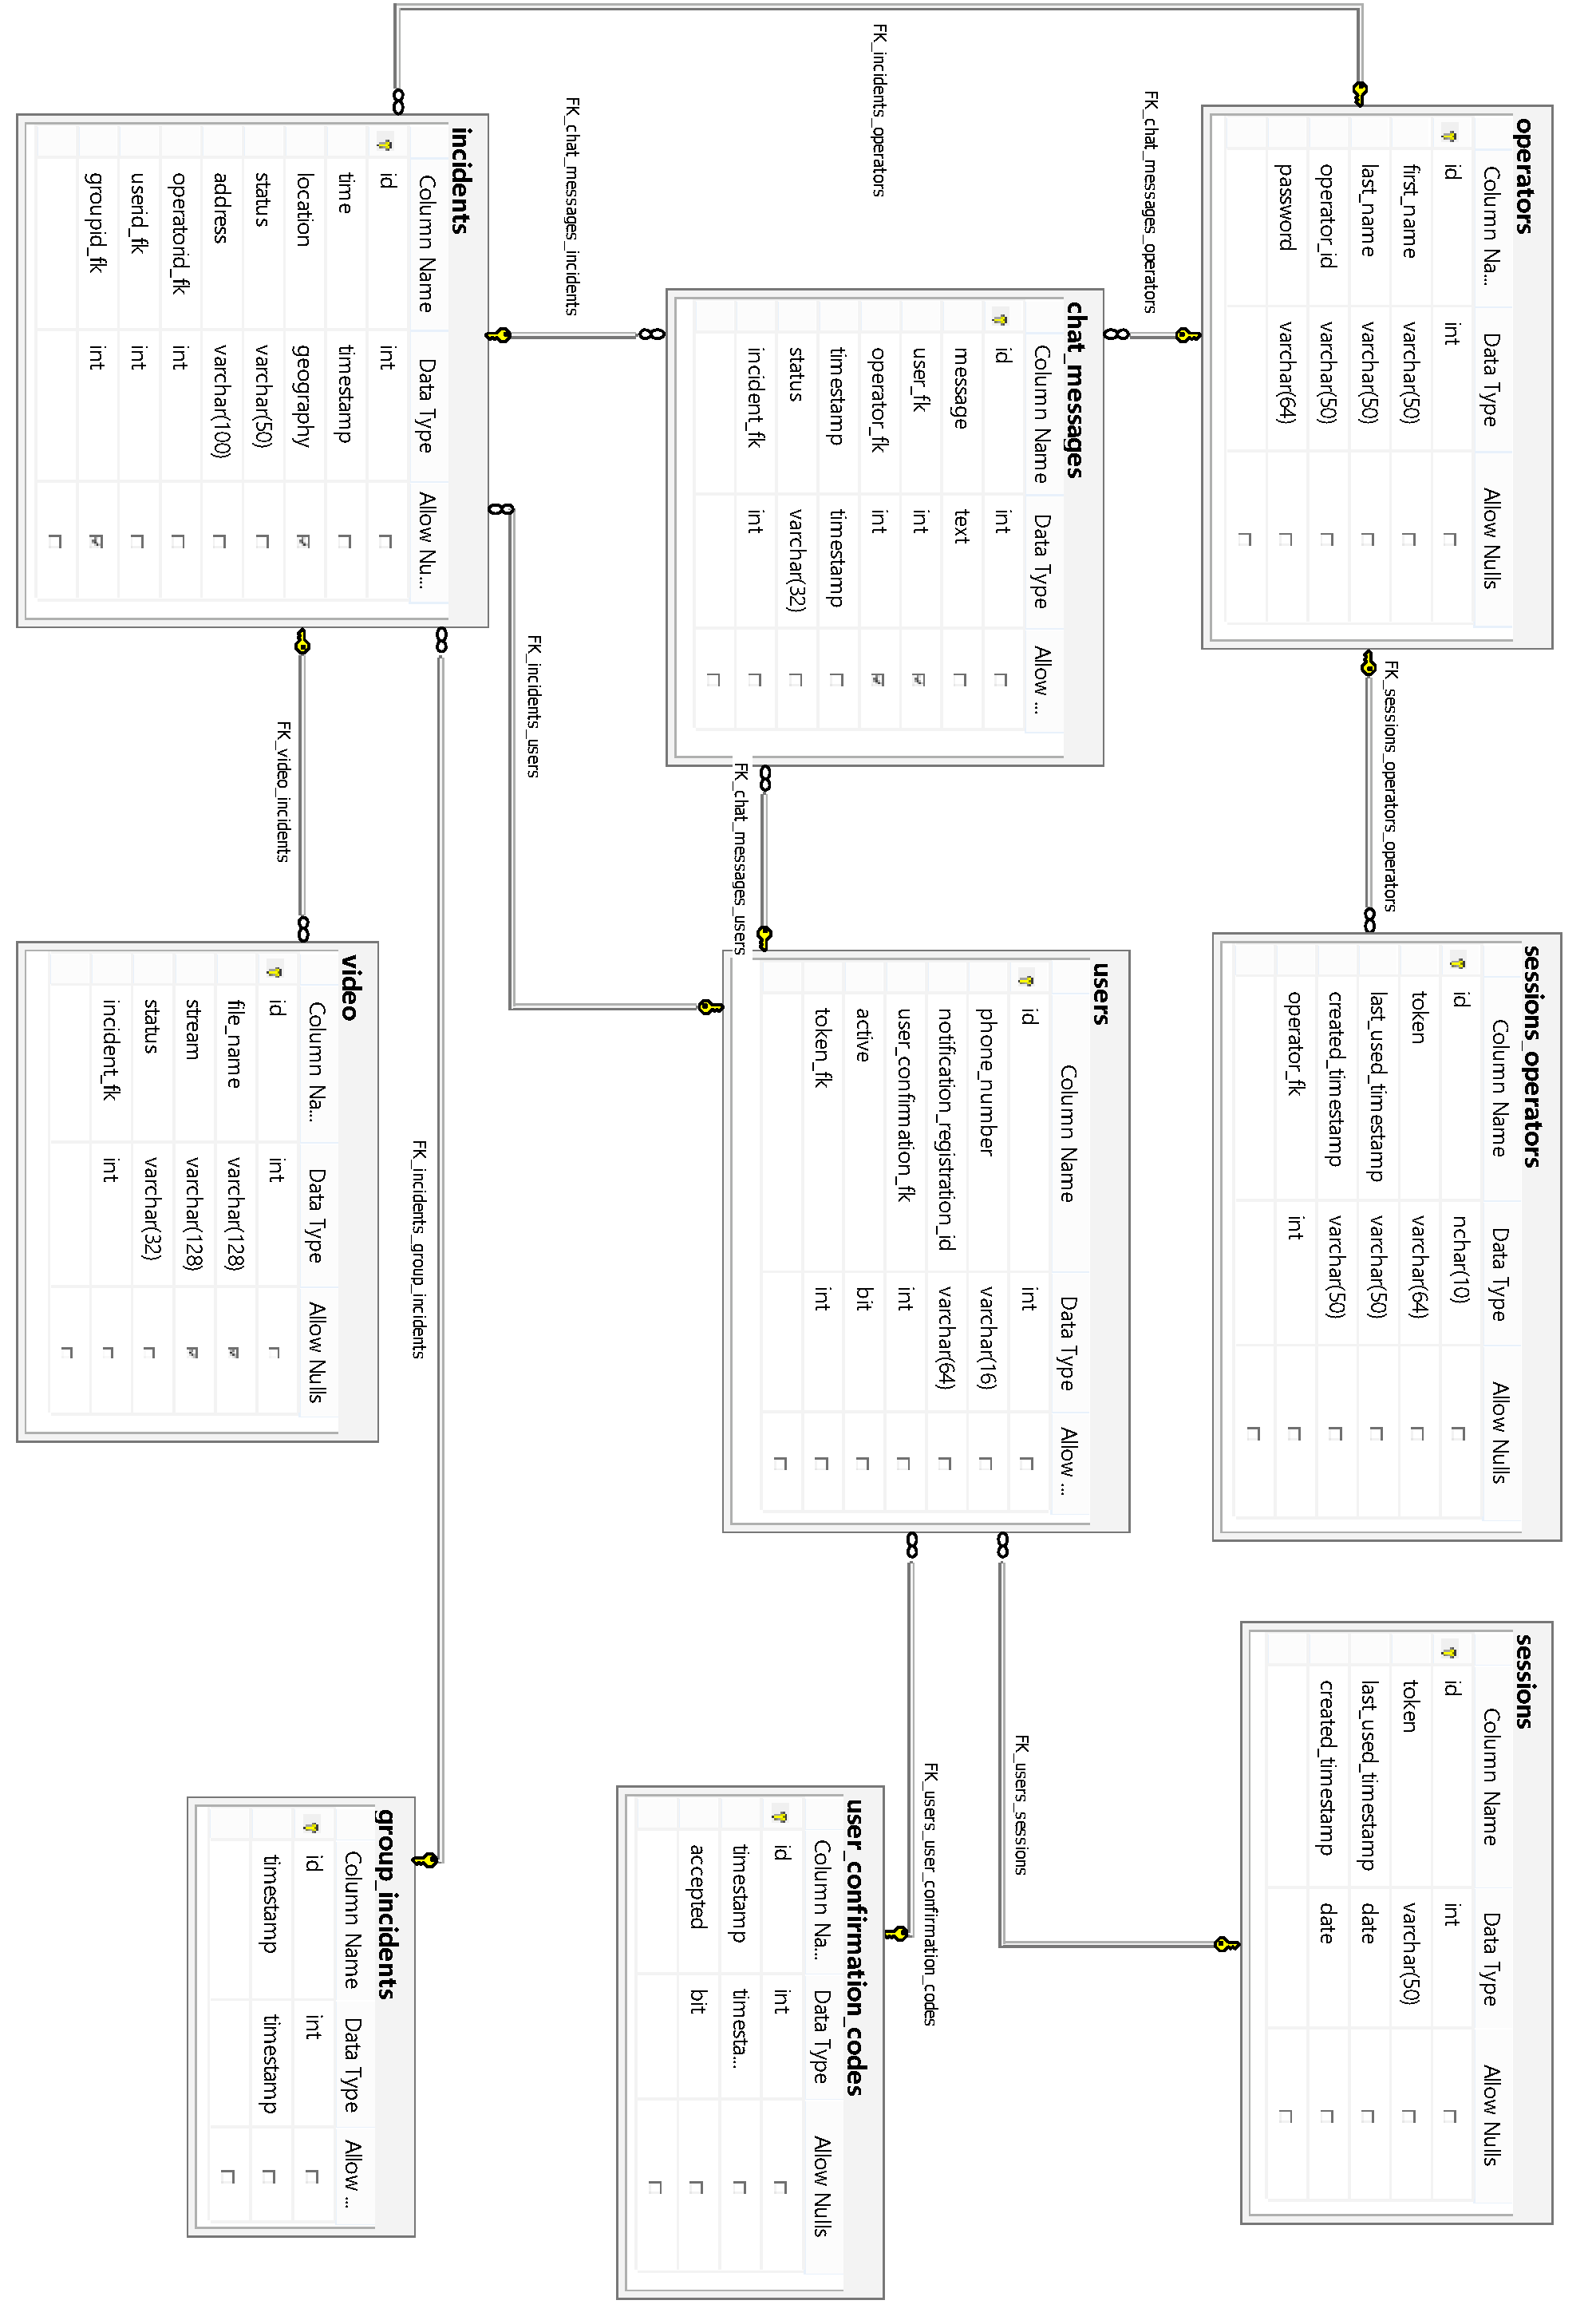 operators
Column Na... Data Type Allow Nulls
id int
first_name varchar(50)
last_name varchar(50)
operator_id varchar(50)
password varchar(64)
FK_sessions_operators_operators
sessions_operators
Column Name Data Type Allow Nulls
id nchar(10)
token varchar(64)
last_used_timestamp varchar(50)
created_timestamp varchar(50)
operator_fk int
sessions
Column Name Data Type Allow Nulls
id int
token varchar(50)
last_used_timestamp date
created_timestamp date
FK_chat_messages_operators
FK_incidents_operators
chat_messages
Column Name Data Type Allow ...
id int
message text
user_fk int
operator_fk int
timestamp timestamp
status varchar(32)
incident_fk int
FK_chat_messages_users
users
Column Name Data Type Allow ...
id int
phone_number varchar(16)
notification_registration_id varchar(64)
user_confirmation_fk int
active bit
token_fk int
FK_users_sessions
FK_users_user_confirmation_codes
user_confirmation_codes
Column Na... Data Type Allow Nulls
id int
timestamp timesta...
accepted bit
FK_chat_messages_incidents
FK_incidents_users
incidents
Column Name Data Type Allow Nu...
id int
time timestamp
location geography
status varchar(50)
address varchar(100)
operatorid_fk int
userid_fk int
groupid_fk int
FK_incidents_group_incidents
FK_video_incidents
video
Column Na... Data Type Allow Nulls
id int
file_name varchar(128)
stream varchar(128)
status varchar(32)
incident_fk int
group_incidents
Column Name Data Type Allow ...
id int
timestamp timestamp